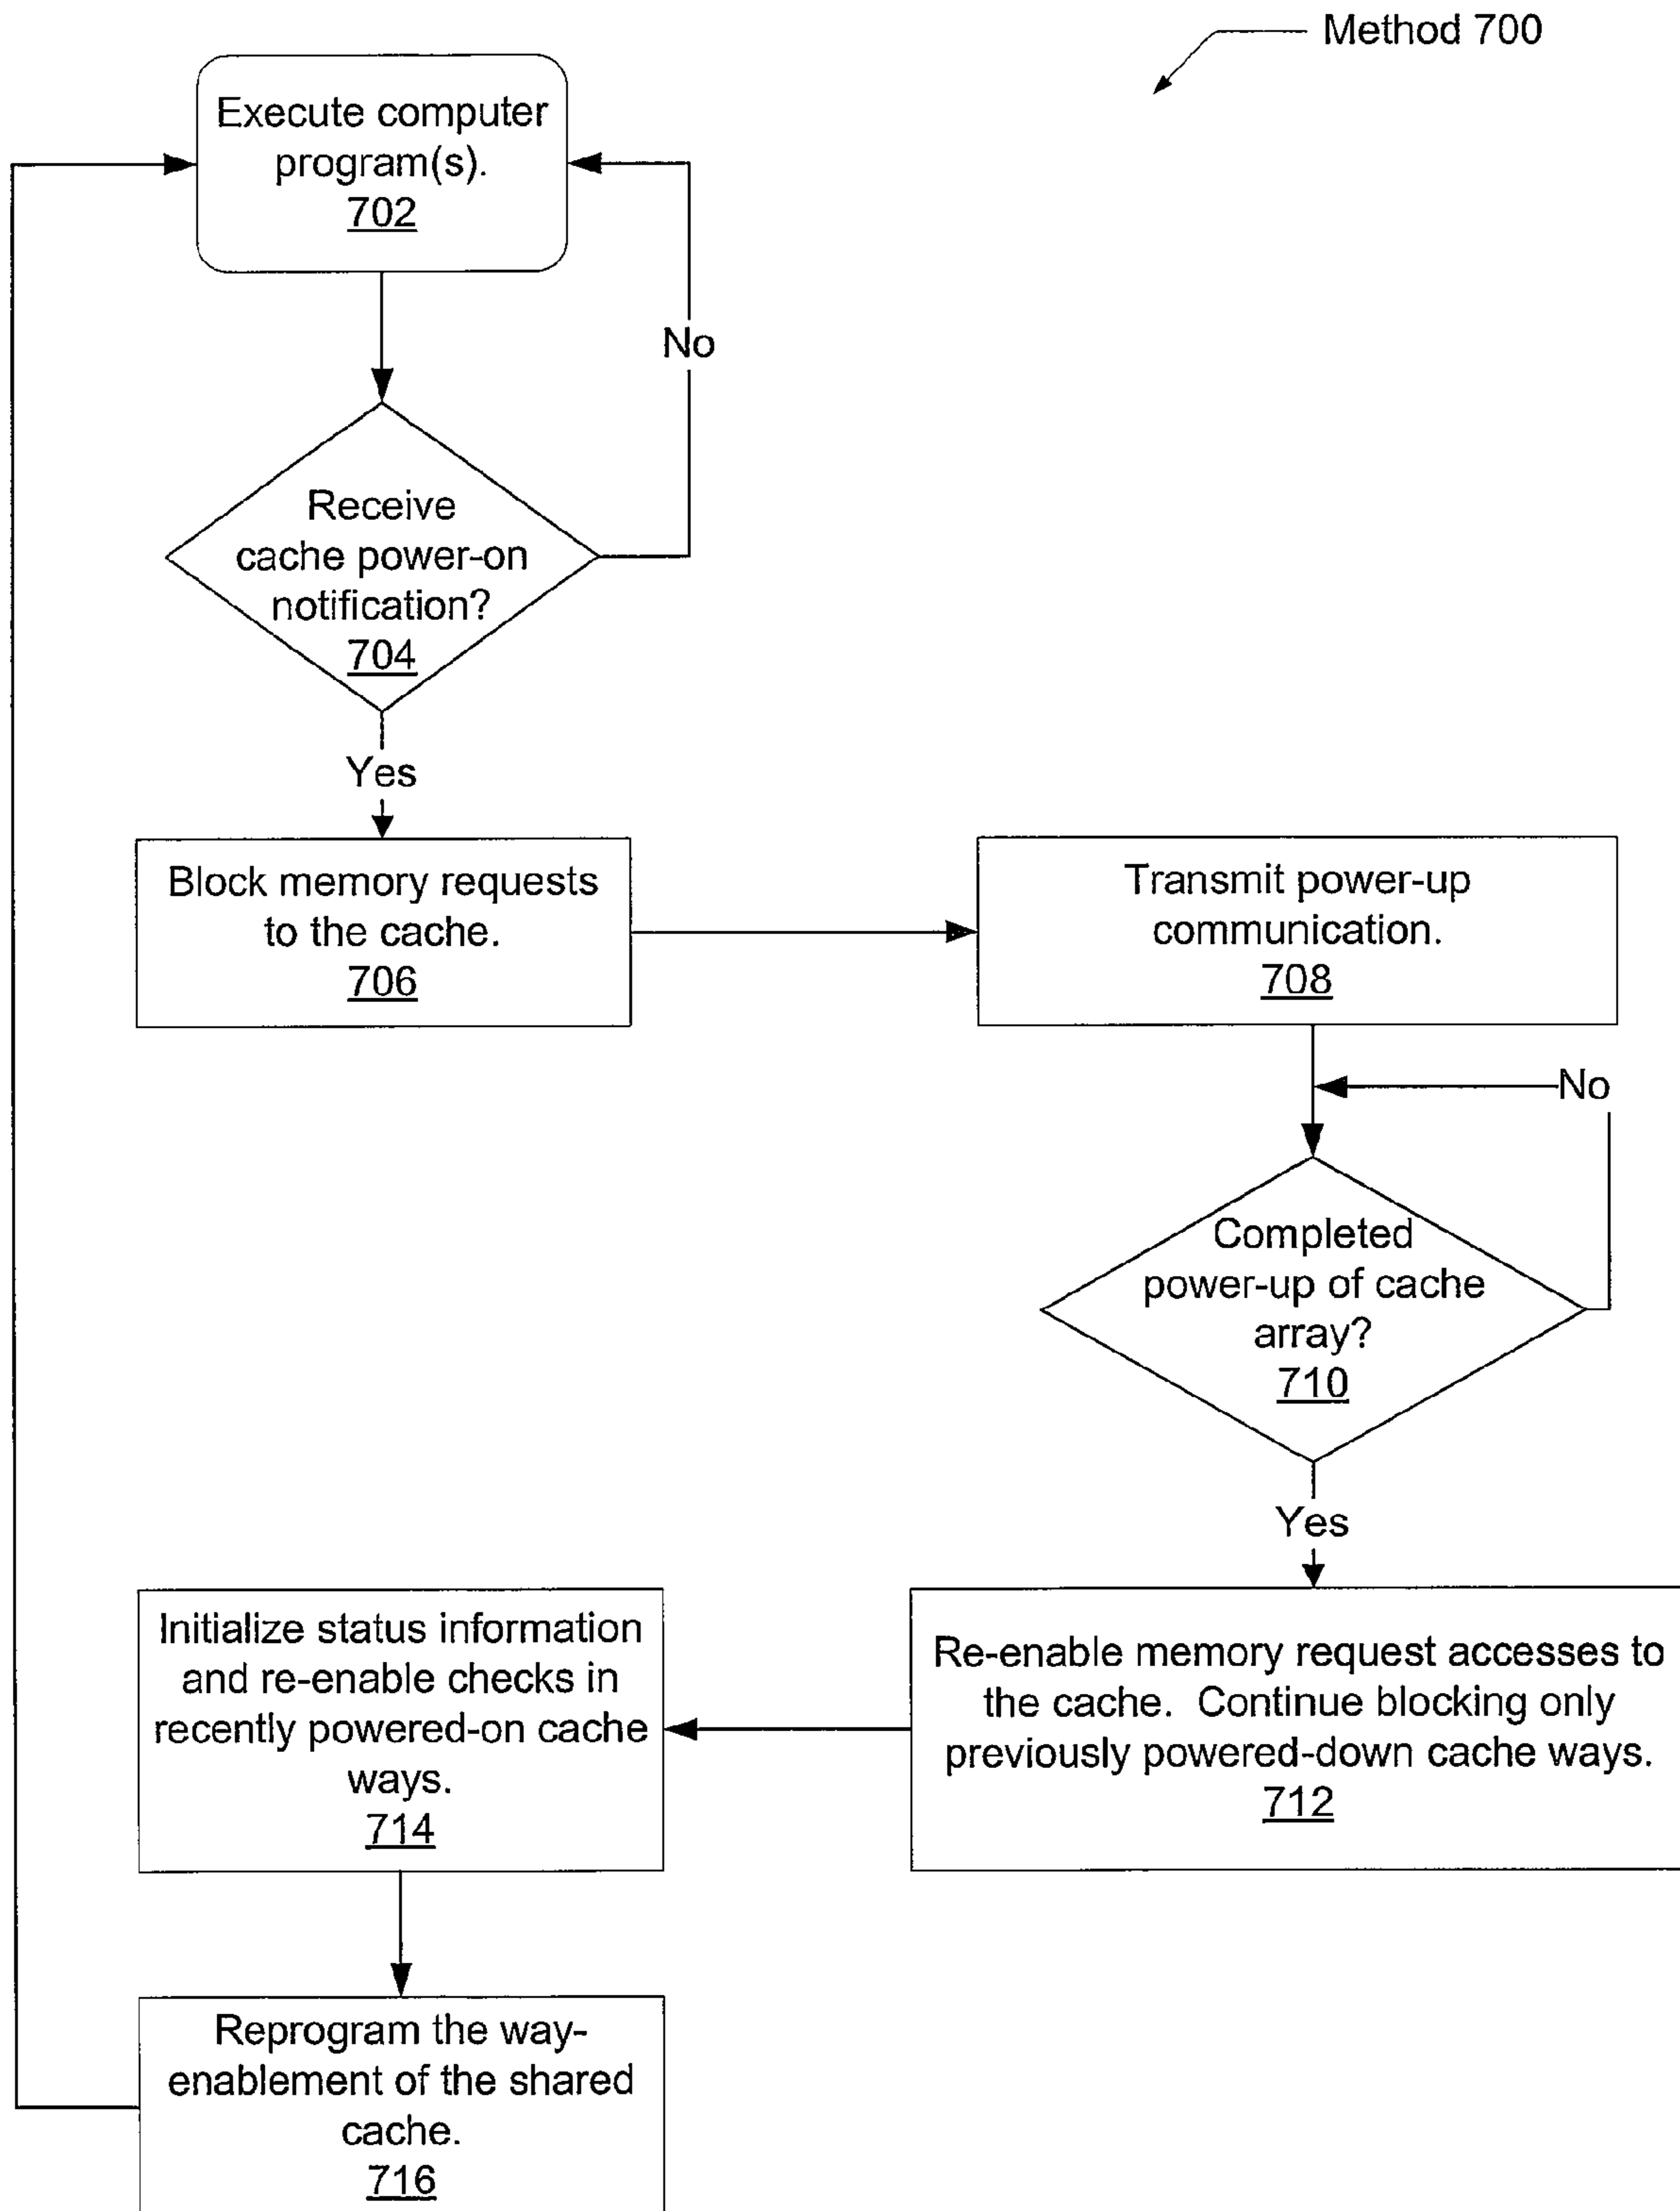 Method 700
Execute computer
program(s).
702
No
Receive
cache power-on
notification?
704
Yes
Block memory requests
to the cache.
706
Transmit power-up
communication.
708
No
Completed
power-up of cache
array?
710
Yes
Re-enable memory request accesses to
the cache. Continue blocking only
previously powered-down cache ways.
712
Initialize status information
and re-enable checks in
recently powered-on cache
ways.
714
Reprogram the way-
enablement of the shared
cache.
716